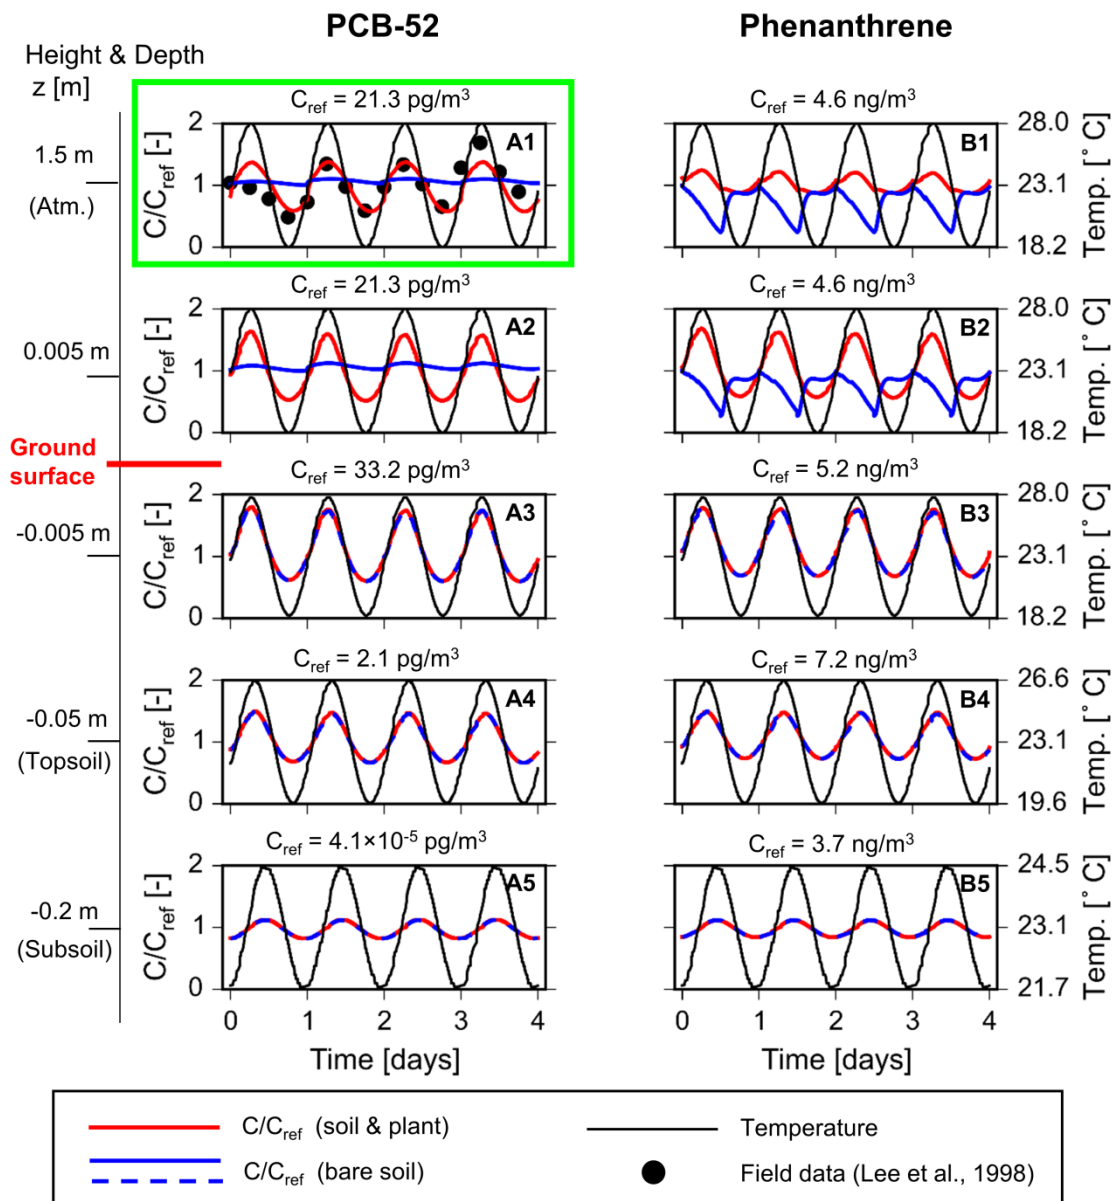 PCB-52 Phenanthrene
Height & Depth
z [m]
C_ref = 21.3 pg/m³ C_ref = 4.6 ng/m³
1.5 m
(Atm.)
C/C_ref [-]
2
1
0
A1
B1
28.0
23.1
18.2
Temp. [°C]
C_ref = 21.3 pg/m³ C_ref = 4.6 ng/m³
0.005 m
C/C_ref [-]
2
1
0
A2
B2
28.0
23.1
18.2
Temp. [°C]
Ground
surface
C_ref = 33.2 pg/m³ C_ref = 5.2 ng/m³
-0.005 m
C/C_ref [-]
2
1
0
A3
B3
28.0
23.1
18.2
Temp. [°C]
C_ref = 2.1 pg/m³ C_ref = 7.2 ng/m³
-0.05 m
(Topsoil)
C/C_ref [-]
2
1
0
A4
B4
26.6
23.1
19.6
Temp. [°C]
C_ref = 4.1×10⁻⁵ pg/m³ C_ref = 3.7 ng/m³
-0.2 m
(Subsoil)
C/C_ref [-]
2
1
0
A5
B5
24.5
23.1
21.7
Temp. [°C]
0 1 2 3 4 0 1 2 3 4
Time [days] Time [days]
C/C_ref (soil & plant) Temperature
C/C_ref (bare soil) Field data (Lee et al., 1998)